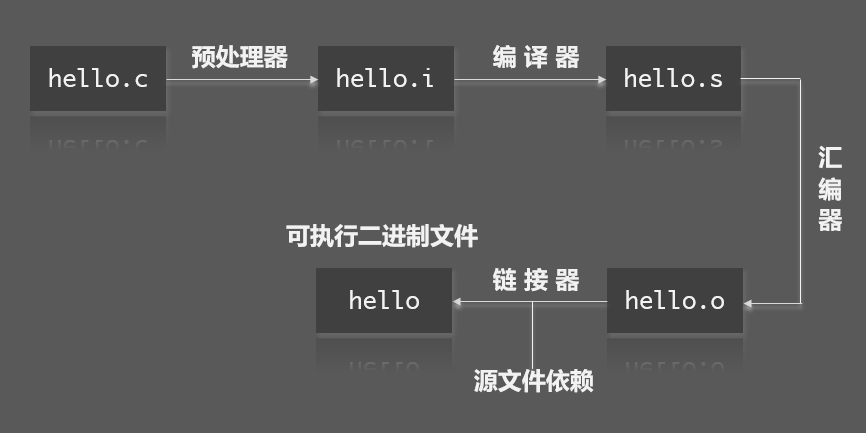 hello.c
预处理器
hello.i
编译器
hello.s
汇编器
hello.o
链接器
源文件依赖
可执行二进制文件
hello